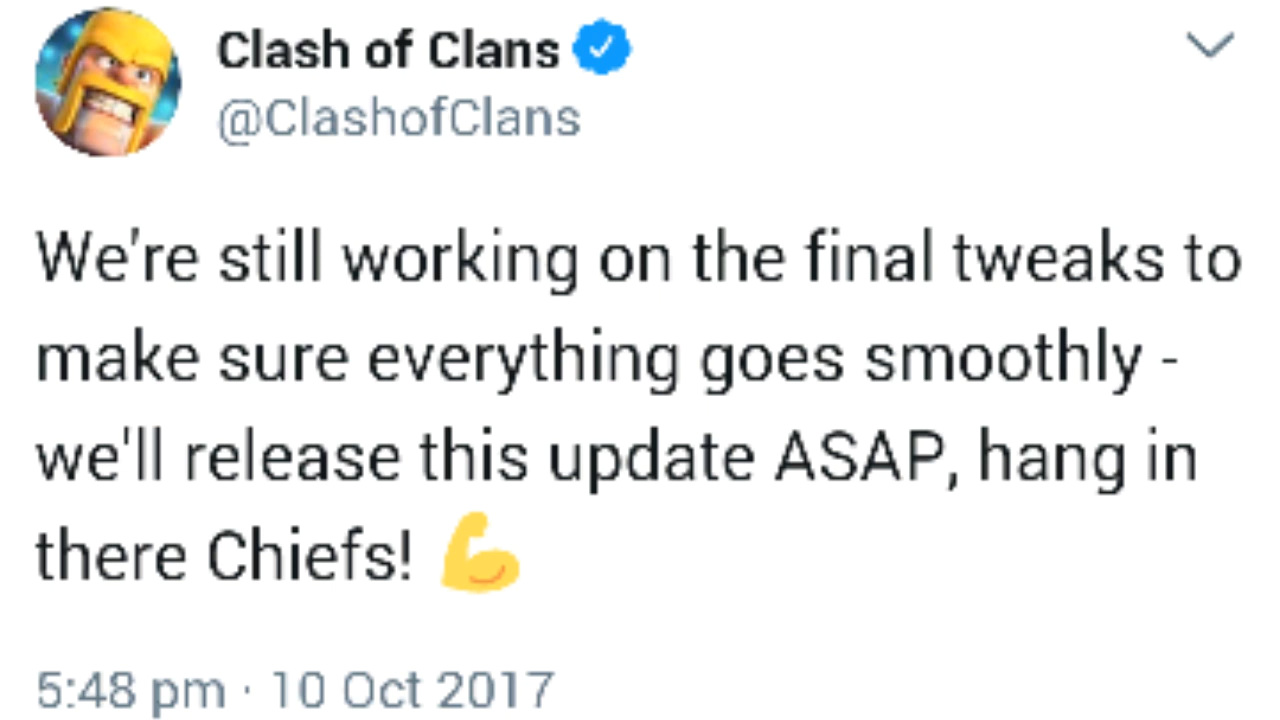 Clash of Clans
@ClashofClans
We're still working on the final tweaks to
make sure everything goes smoothly -
we'll release this update ASAP, hang in
there Chiefs! 💪
5:48 pm · 10 Oct 2017